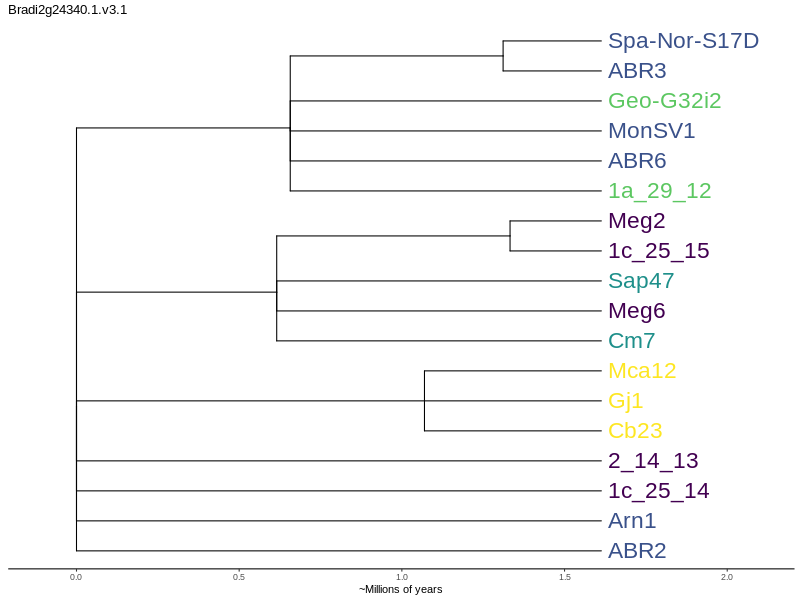 Bradi2g24340.1.v3.1
Spa-Nor-S17D
ABR3
Geo-G32i2
MonSV1
ABR6
1a_29_12
Meg2
1c_25_15
Sap47
Meg6
Cm7
Mca12
Gj1
Cb23
2_14_13
1c_25_14
Arn1
ABR2
0.0 0.5 1.0 1.5 2.0
~Millions of years